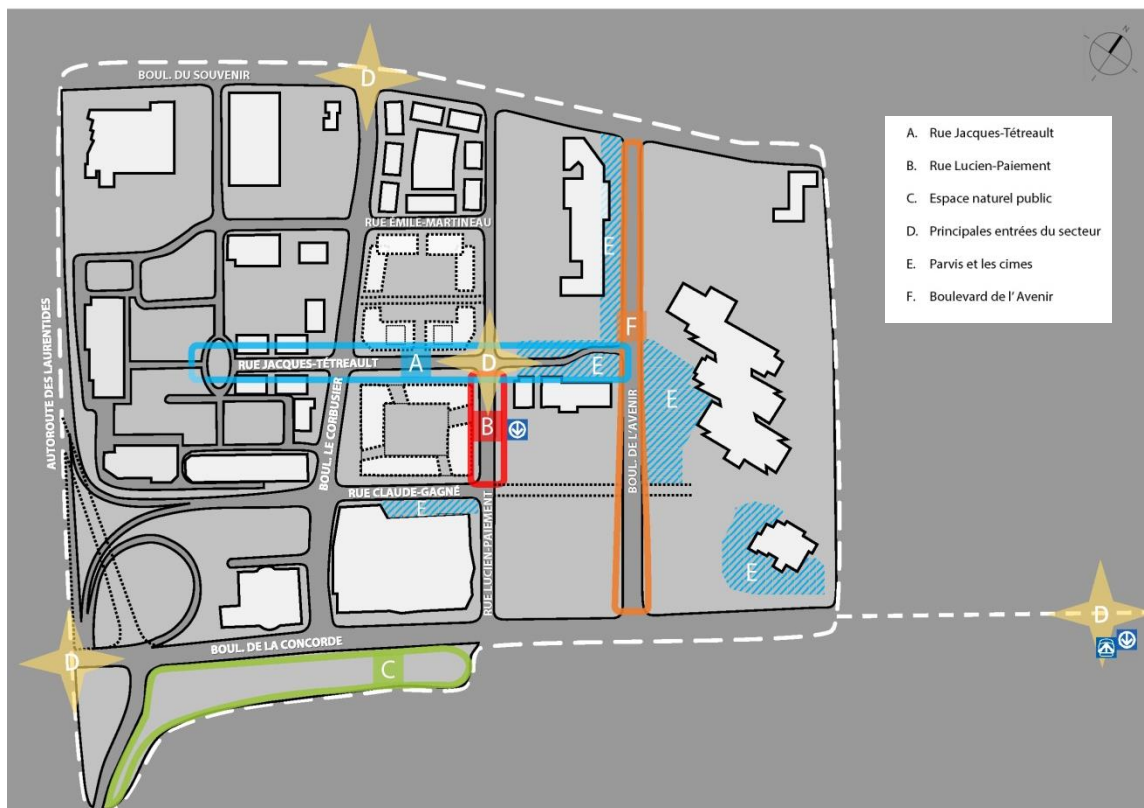 N
D
BOUL. DU SOUVENIR
A. Rue Jacques-Tétreault
B. Rue Lucien-Paiement
C. Espace naturel public
D. Principales entrées du secteur
E. Parvis et les cimes
F. Boulevard de l'Avenir
RUE ÉMILE-MARTINEAU
E
F
AUTOROUTE DES LAURENTIDES
RUE JACQUES-TÉTREAULT
A
D
E
BOUL. LE CORBUSIER
B
BOUL. DE L'AVENIR
E
RUE CLAUDE-GAGNÉ
E
RUE LUCIEN-PAIEMENT
E
D
BOUL. DE LA CONCORDE
D
C